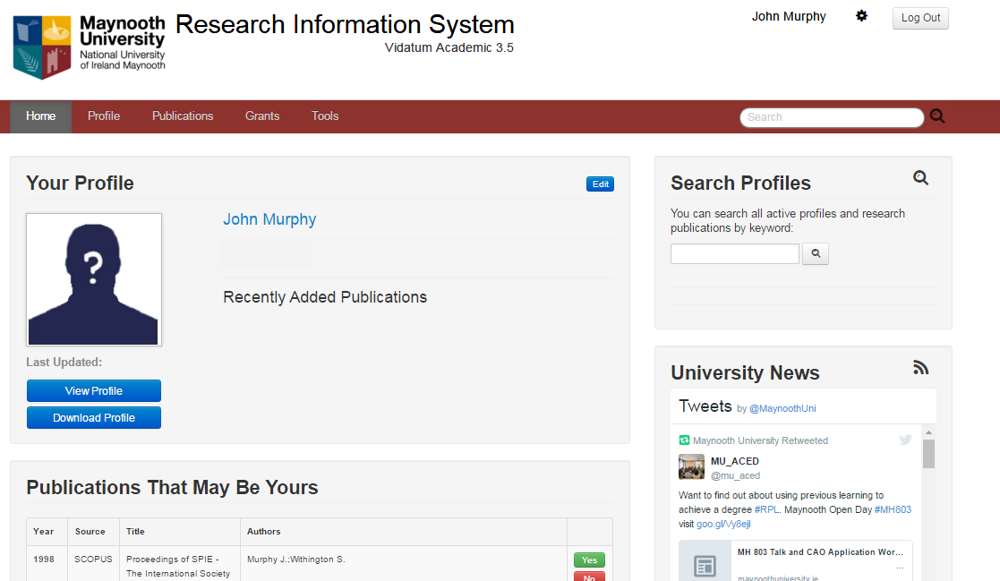 Maynooth
University
National University
of Ireland Maynooth
Research Information System
Vidatum Academic 3.5
John Murphy
Log Out
Home Profile Publications Grants Tools
Search
Your Profile
Edit
John Murphy
?
Recently Added Publications
Last Updated:
View Profile
Download Profile
Publications That May Be Yours
Year Source Title Authors
1998 SCOPUS Proceedings of SPIE - Murphy J.;Withington S. Yes
The International Society
No
Search Profiles
You can search all active profiles and research
publications by keyword:
University News
Tweets by @MaynoothUni
Maynooth University Retweeted
MU_ACED
@mu_aced
Want to find out about using previous learning to
achieve a degree #RPL. Maynooth Open Day #MH803
visit goo.gl/Vy8ejl
MH 803 Talk and CAO Application Wor...
...
maynoothuniversity.ie